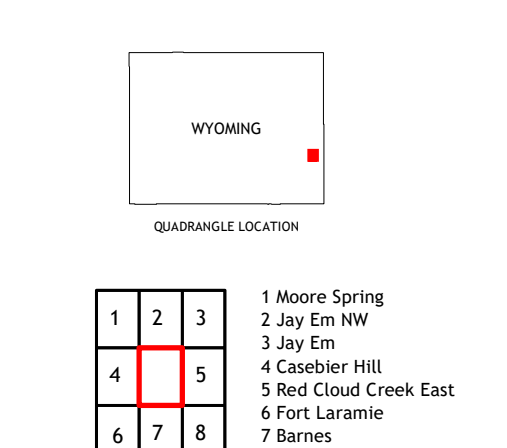 WYOMING
QUADRANGLE LOCATION
1 2 3
4 5
6 7 8
1 Moore Spring
2 Jay Em NW
3 Jay Em
4 Casebier Hill
5 Red Cloud Creek East
6 Fort Laramie
7 Barnes